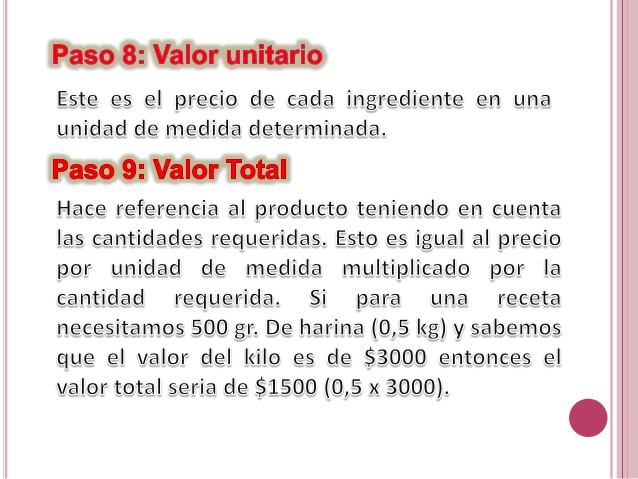 Paso 8: Valor unitario
Este es el precio de cada ingrediente en una
unidad de medida determinada.
Paso 9: Valor Total
Hace referencia al producto teniendo en cuenta
las cantidades requeridas. Esto es igual al precio
por unidad de medida multiplicado por la
cantidad requerida. Si para una receta
necesitamos 500 gr. De harina (0,5 kg) y sabemos
que el valor del kilo es de $3000 entonces el
valor total seria de $1500 (0,5 x 3000).